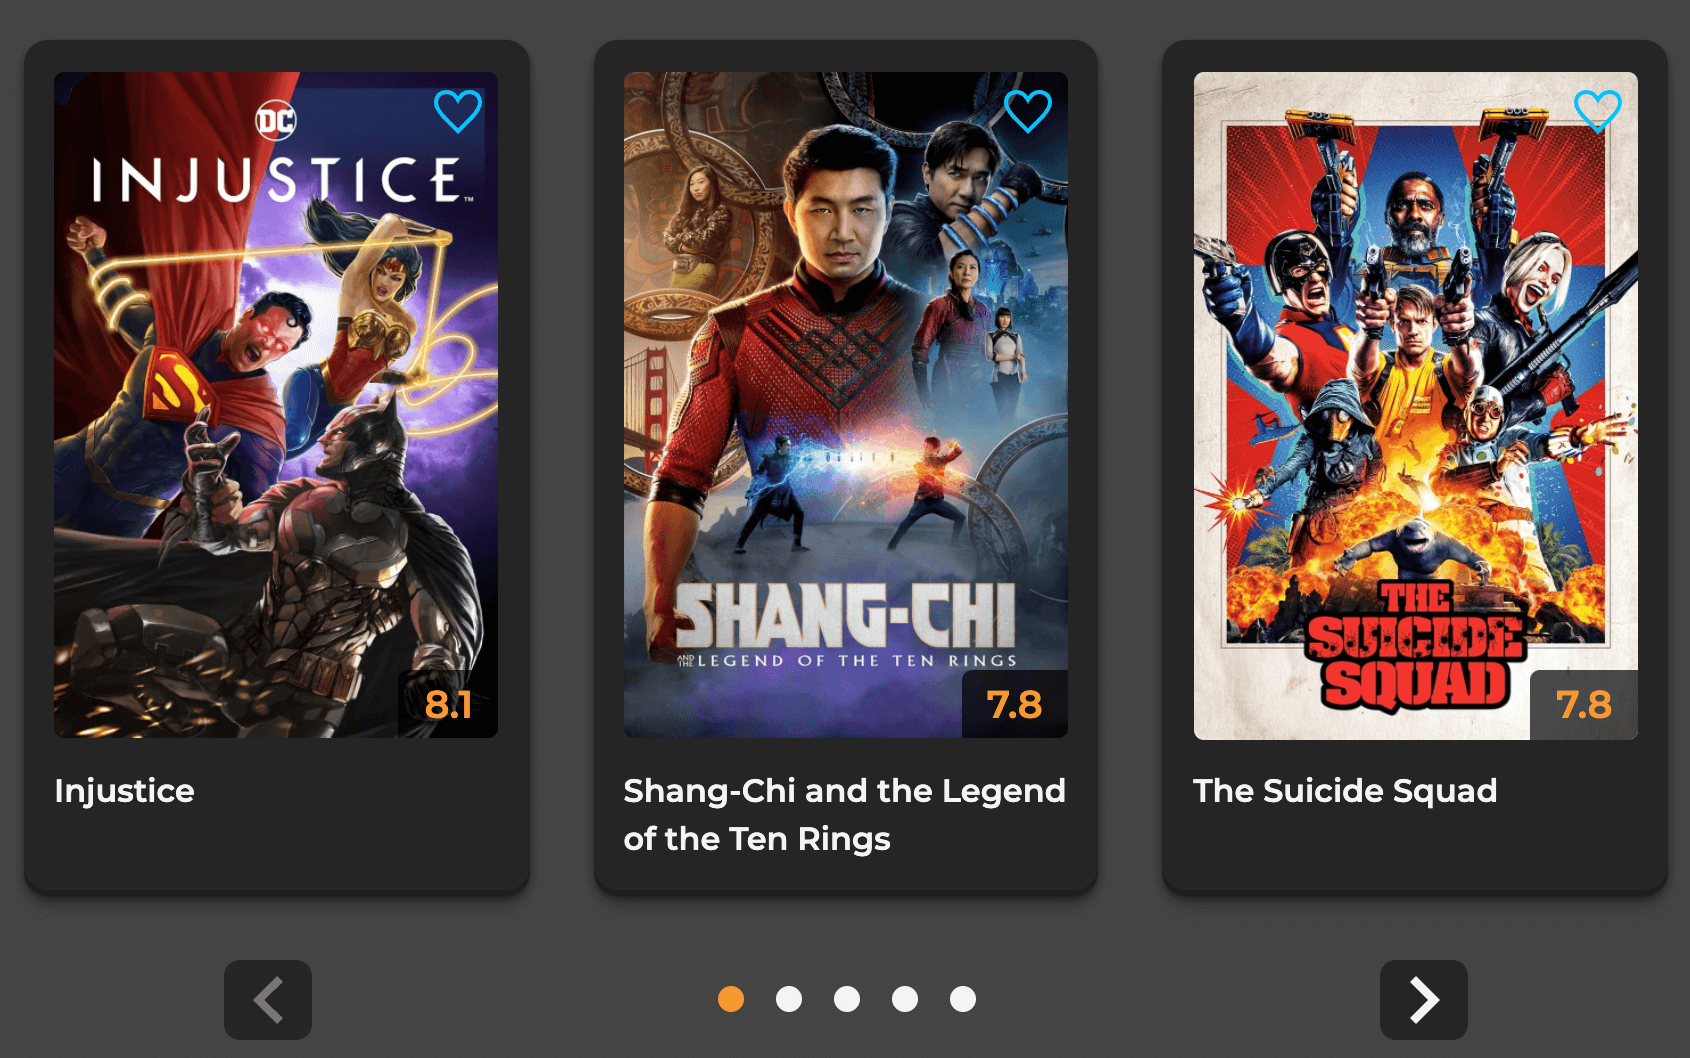 DC
INJUSTICE™
8.1
Injustice
SHANG-CHI
AND THE LEGEND OF THE TEN RINGS
7.8
Shang-Chi and the Legend
of the Ten Rings
THE
SUICIDE
SQUAD
7.8
The Suicide Squad